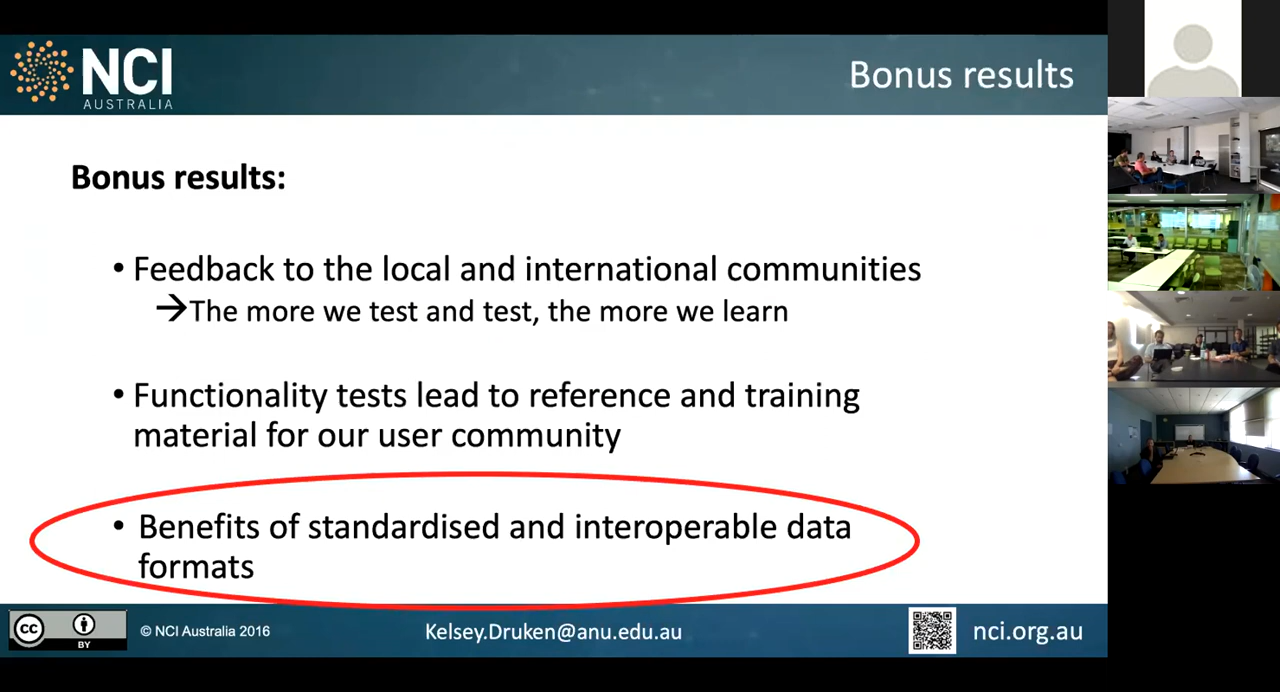 NCI
AUSTRALIA
Bonus results
Bonus results:
• Feedback to the local and international communities
→The more we test and test, the more we learn
• Functionality tests lead to reference and training
material for our user community
• Benefits of standardised and interoperable data
formats
cc
BY
© NCI Australia 2016
Kelsey.Druken@anu.edu.au
nci.org.au